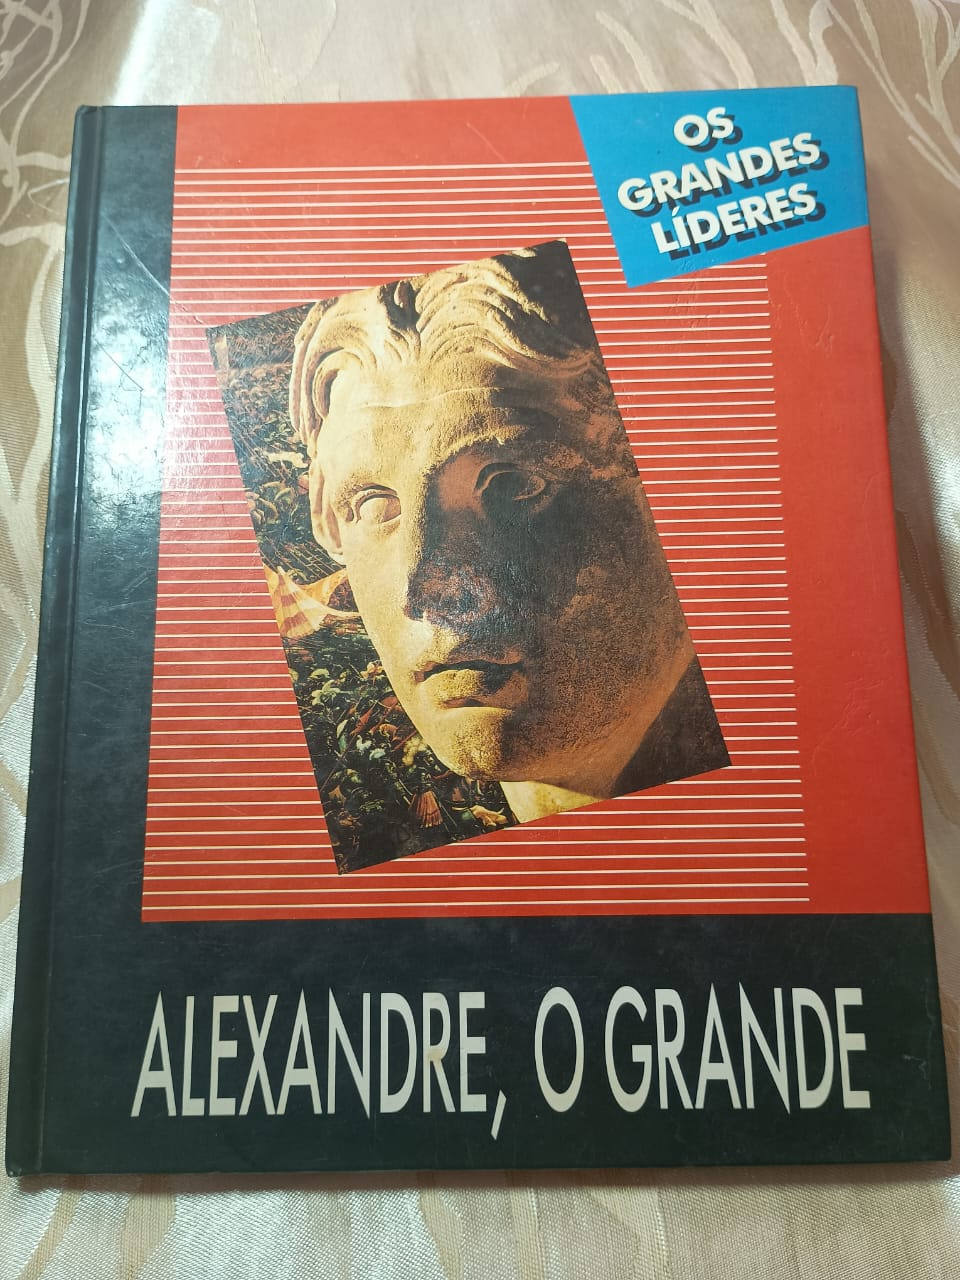 OS
GRANDES
LÍDERES
ALEXANDRE, O GRANDE